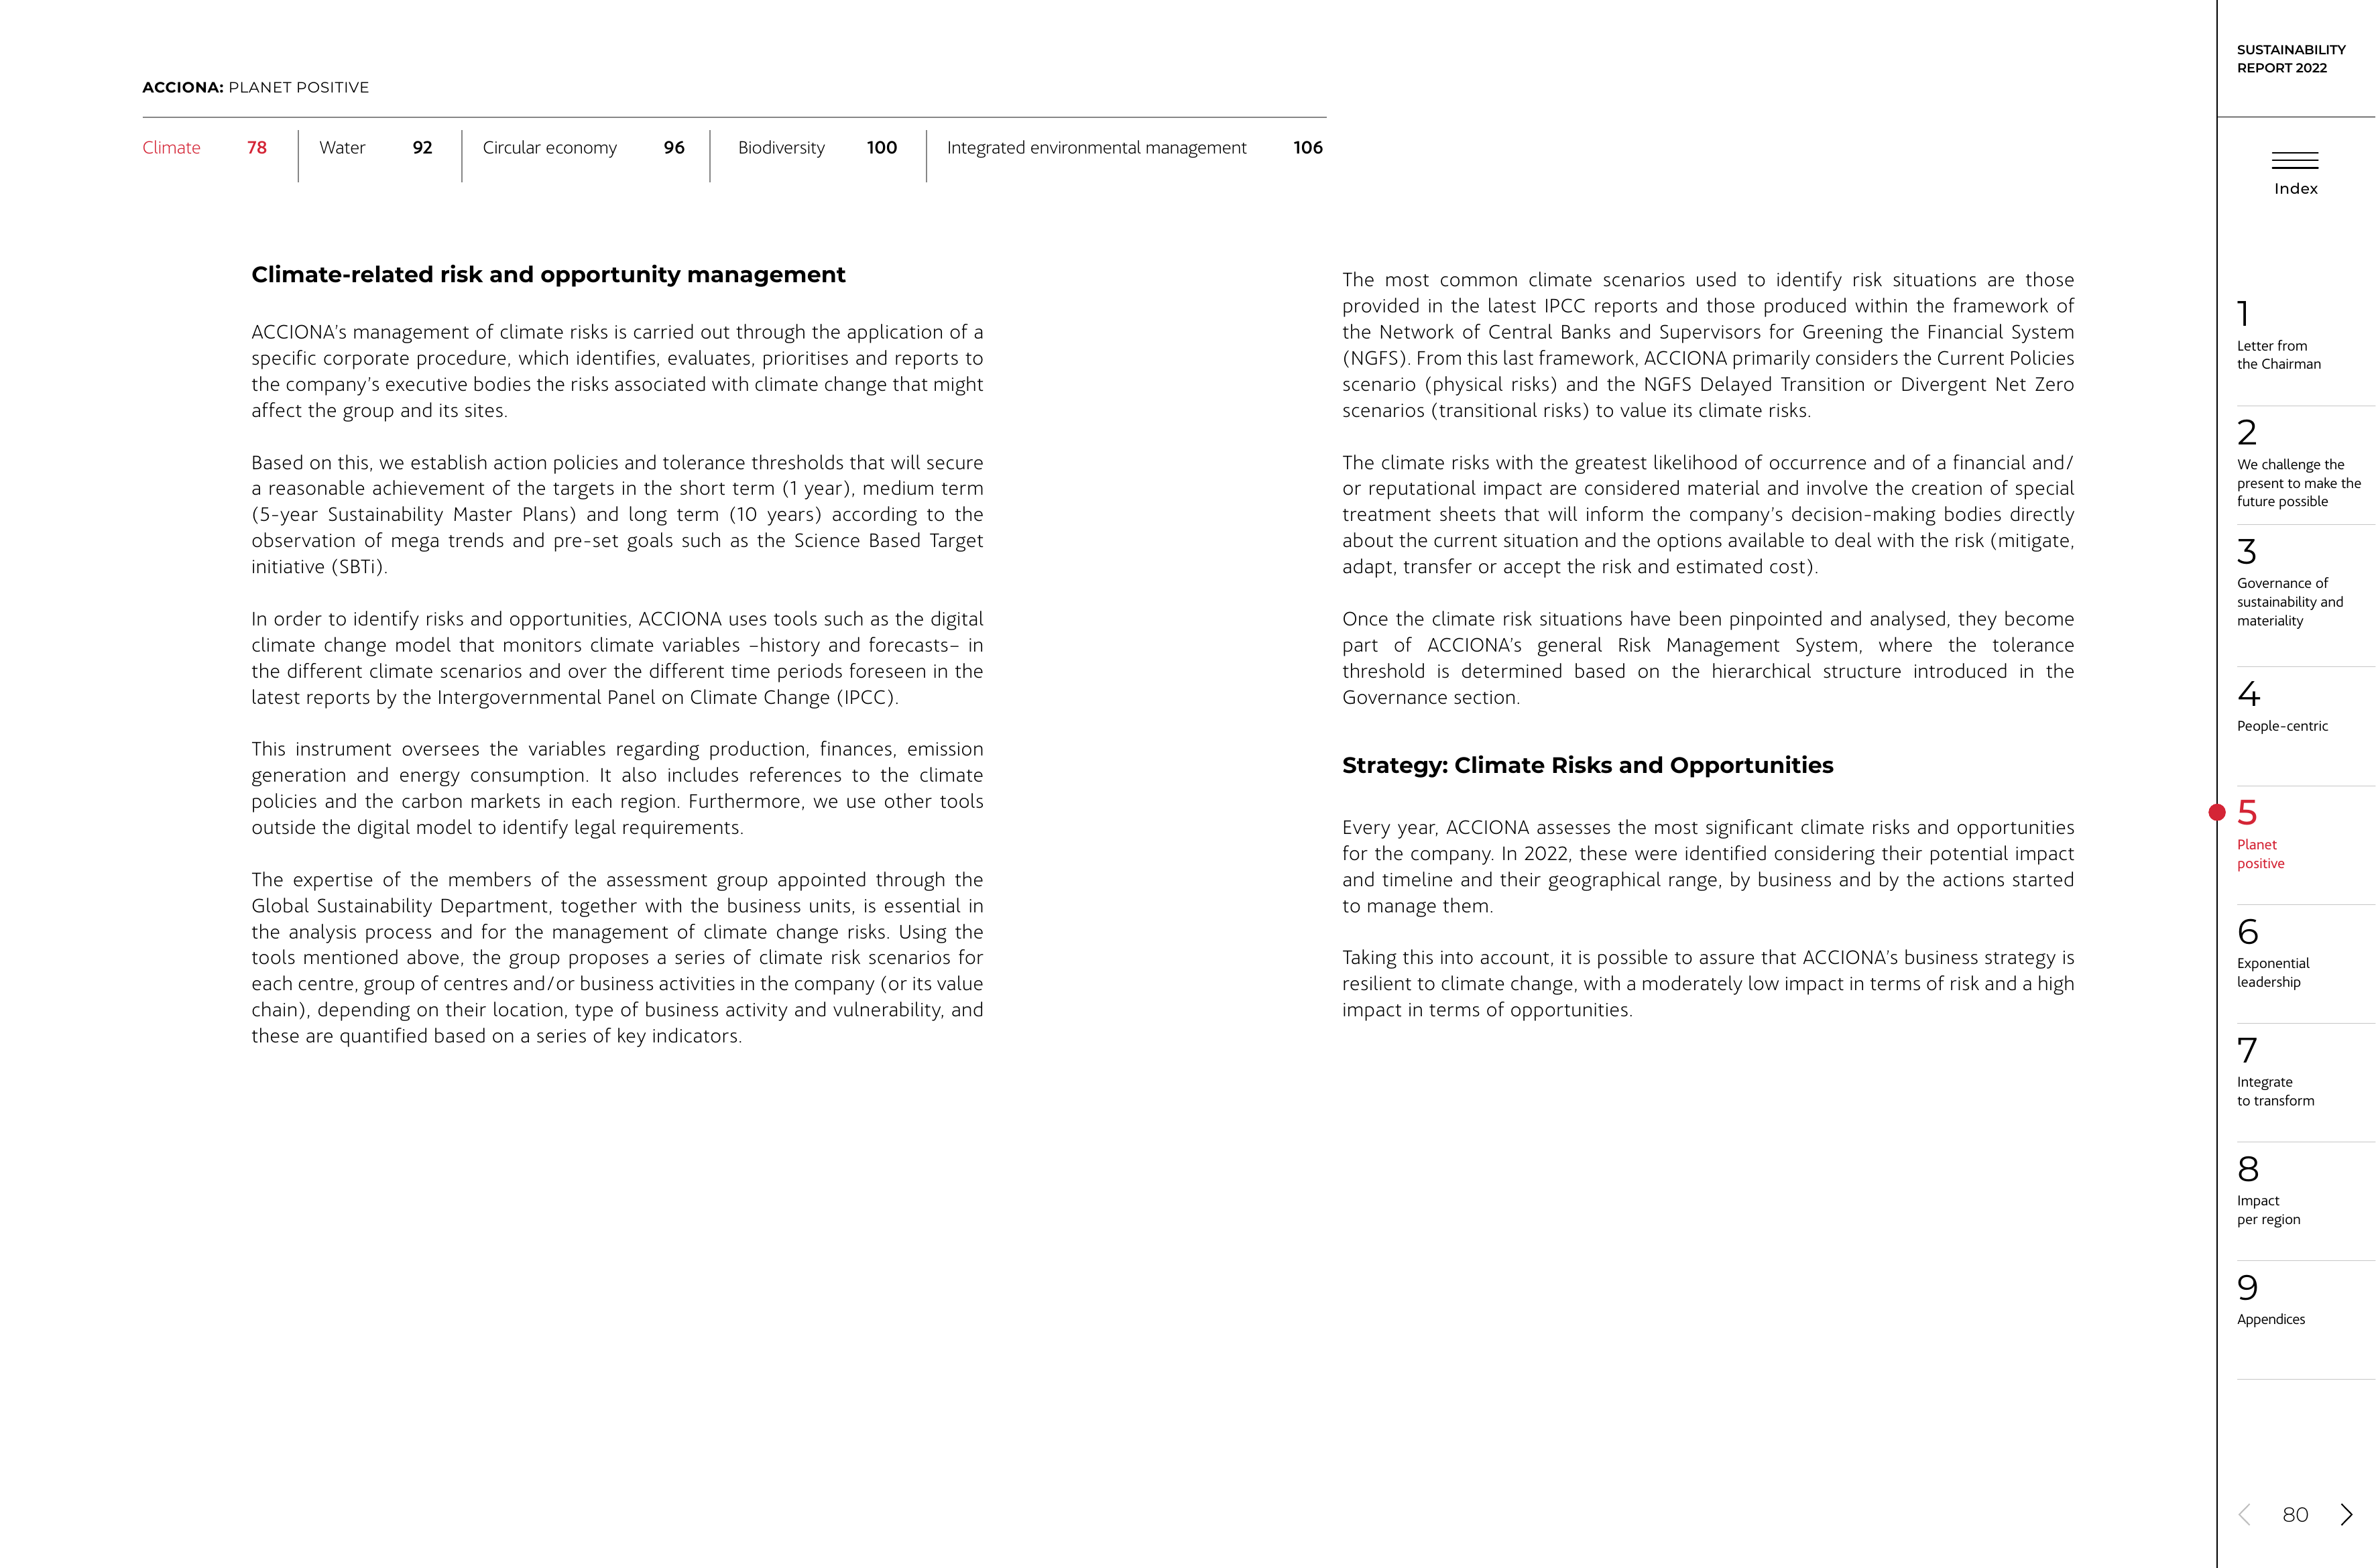 ACCIONA: PLANET POSITIVE
Climate 78
Water 92
Circular economy 96
Biodiversity 100
Integrated environmental management 106
Climate-related risk and opportunity management
ACCIONA’s management of climate risks is carried out through the application of a
specific corporate procedure, which identifies, evaluates, prioritises and reports to
the company’s executive bodies the risks associated with climate change that might
affect the group and its sites.
Based on this, we establish action policies and tolerance thresholds that will secure
a reasonable achievement of the targets in the short term (1 year), medium term
(5-year Sustainability Master Plans) and long term (10 years) according to the
observation of mega trends and pre-set goals such as the Science Based Target
initiative (SBTi).
In order to identify risks and opportunities, ACCIONA uses tools such as the digital
climate change model that monitors climate variables –history and forecasts– in
the different climate scenarios and over the different time periods foreseen in the
latest reports by the Intergovernmental Panel on Climate Change (IPCC).
This instrument oversees the variables regarding production, finances, emission
generation and energy consumption. It also includes references to the climate
policies and the carbon markets in each region. Furthermore, we use other tools
outside the digital model to identify legal requirements.
The expertise of the members of the assessment group appointed through the
Global Sustainability Department, together with the business units, is essential in
the analysis process and for the management of climate change risks. Using the
tools mentioned above, the group proposes a series of climate risk scenarios for
each centre, group of centres and/or business activities in the company (or its value
chain), depending on their location, type of business activity and vulnerability, and
these are quantified based on a series of key indicators.
The most common climate scenarios used to identify risk situations are those
provided in the latest IPCC reports and those produced within the framework of
the Network of Central Banks and Supervisors for Greening the Financial System
(NGFS). From this last framework, ACCIONA primarily considers the Current Policies
scenario (physical risks) and the NGFS Delayed Transition or Divergent Net Zero
scenarios (transitional risks) to value its climate risks.
The climate risks with the greatest likelihood of occurrence and of a financial and/
or reputational impact are considered material and involve the creation of special
treatment sheets that will inform the company’s decision-making bodies directly
about the current situation and the options available to deal with the risk (mitigate,
adapt, transfer or accept the risk and estimated cost).
Once the climate risk situations have been pinpointed and analysed, they become
part of ACCIONA’s general Risk Management System, where the tolerance
threshold is determined based on the hierarchical structure introduced in the
Governance section.
Strategy: Climate Risks and Opportunities
Every year, ACCIONA assesses the most significant climate risks and opportunities
for the company. In 2022, these were identified considering their potential impact
and timeline and their geographical range, by business and by the actions started
to manage them.
Taking this into account, it is possible to assure that ACCIONA’s business strategy is
resilient to climate change, with a moderately low impact in terms of risk and a high
impact in terms of opportunities.
SUSTAINABILITY
REPORT 2022
Index
1
Letter from
the Chairman
2
We challenge the
present to make the
future possible
3
Governance of
sustainability and
materiality
4
People-centric
5
Planet
positive
6
Exponential
leadership
7
Integrate
to transform
8
Impact
per region
9
Appendices
80